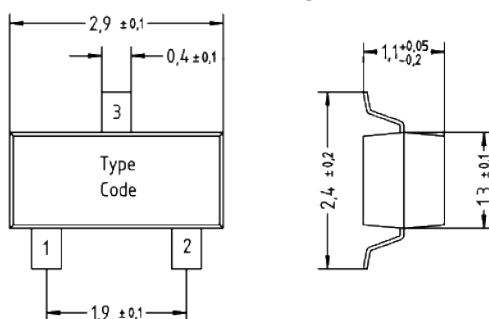 2,9 ±0,1
0,4 ±0,1
1,1 +0,05 -0,2
3
Type
Code
2,4 ±0,2
1,3 ±0,1
1
2
1,9 ±0,1